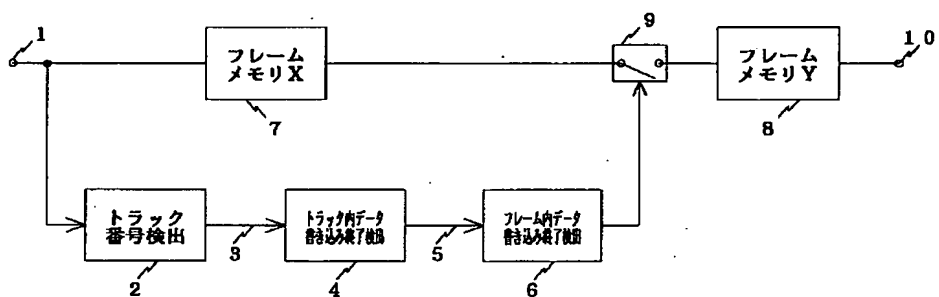 1
フレーム
メモリX
7
9
フレーム
メモリY
8
10
トラック
番号検出
2
3
トラック内データ
書き込み終了検出
4
5
フレーム内データ
書き込み終了検出
6